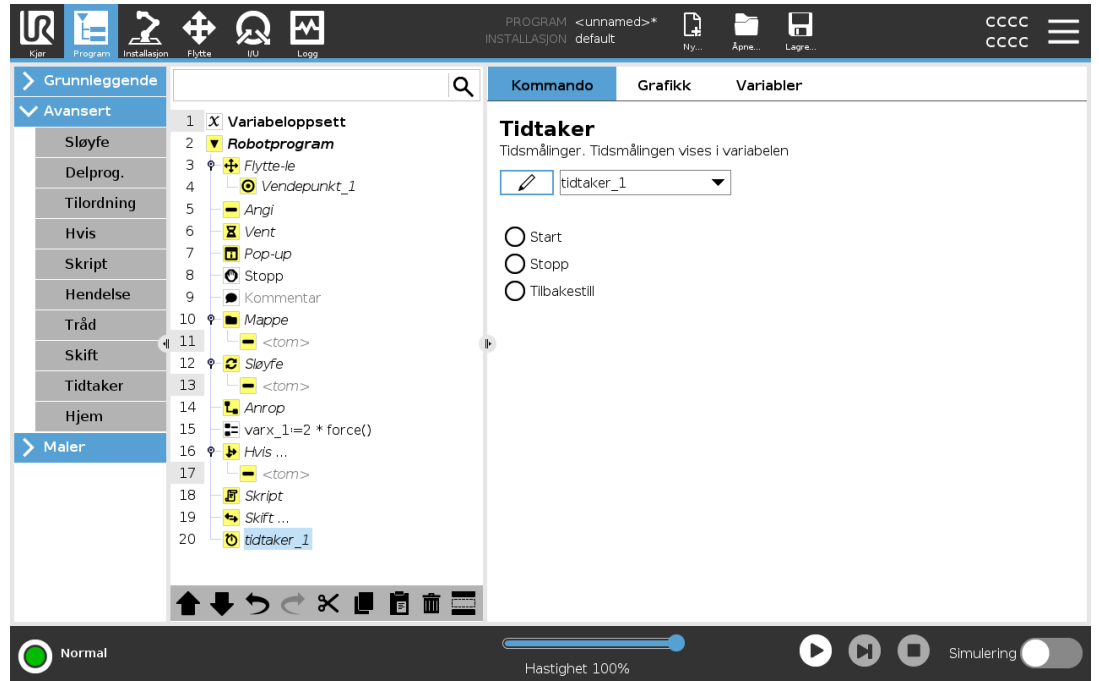 UR
PROGRAM <unnamed>*
INSTALLASJON default
Kjør Program Installasjon Flytte I/U Logg
Ny... Åpne... Lagre...
CCCC
CCCC
Grunnleggende
Avansert
Sløyfe
Delprog.
Tilordning
Hvis
Skript
Hendelse
Tråd
Skift
Tidtaker
Hjem
Maler
1 X Variabeloppsett
2 Robotprogram
3 Flytte-le
4 Vendepunkt_1
5 Angi
6 Vent
7 Pop-up
8 Stopp
9 Kommentar
10 Mappe
11 <tom>
12 Sløyfe
13 <tom>
14 Anrop
15 varx_1:=2 * force()
16 Hvis ...
17 <tom>
18 Skript
19 Skift ...
20 tidtaker_1
Kommando Grafikk Variabler
Tidtaker
Tidsmålinger. Tidsmålingen vises i variabelen
tidtaker_1
Start
Stopp
Tilbakestill
Normal
Hastighet 100%
Simulering